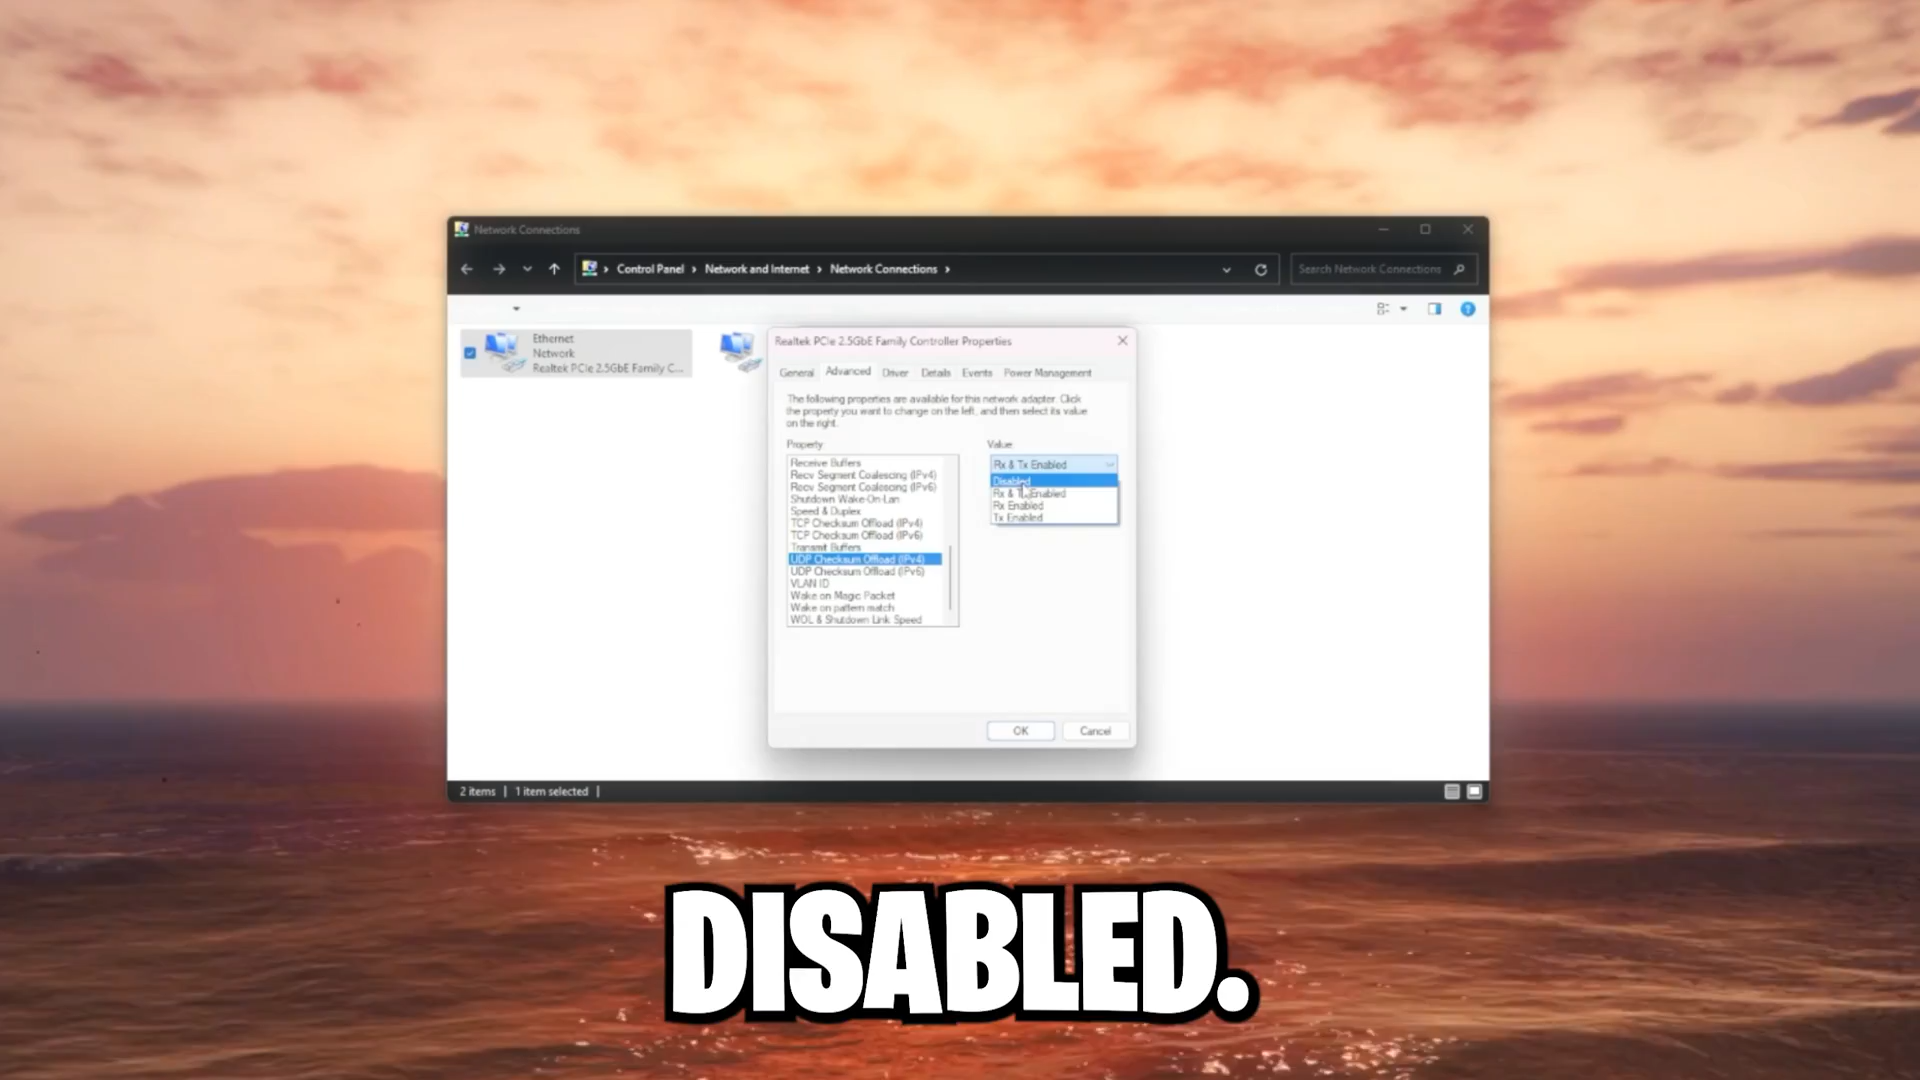 Network Connections
Control Panel > Network and Internet > Network Connections >
Search Network Connections
Ethernet
Network
Realtek PCIe 2.5GbE Family C...
Realtek PCIe 2.5GbE Family Controller Properties
General Advanced Driver Details Events Power Management
The following properties are available for this network adapter. Click
the property you want to change on the left, and then select its value
on the right.
Property
Value
Receive Buffers
Recv Segment Coalescing (IPv4)
Recv Segment Coalescing (IPv6)
Shutdown Wake-On-Lan
Speed & Duplex
TCP Checksum Offload (IPv4)
TCP Checksum Offload (IPv6)
Transmit Buffers
UDP Checksum Offload (IPv4)
UDP Checksum Offload (IPv6)
VLAN ID
Wake on Magic Packet
Wake on pattern match
WOL & Shutdown Link Speed
Rx & Tx Enabled
Disabled
Rx & Tx Enabled
Rx Enabled
Tx Enabled
OK Cancel
2 items | 1 item selected |
DISABLED.